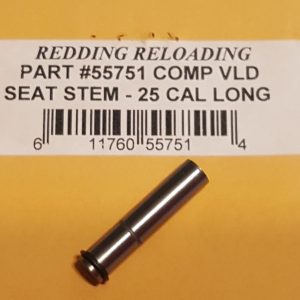 REDDING RELOADING
PART #55751 COMP VLD
SEAT STEM - 25 CAL LONG
6 11760 55751 4